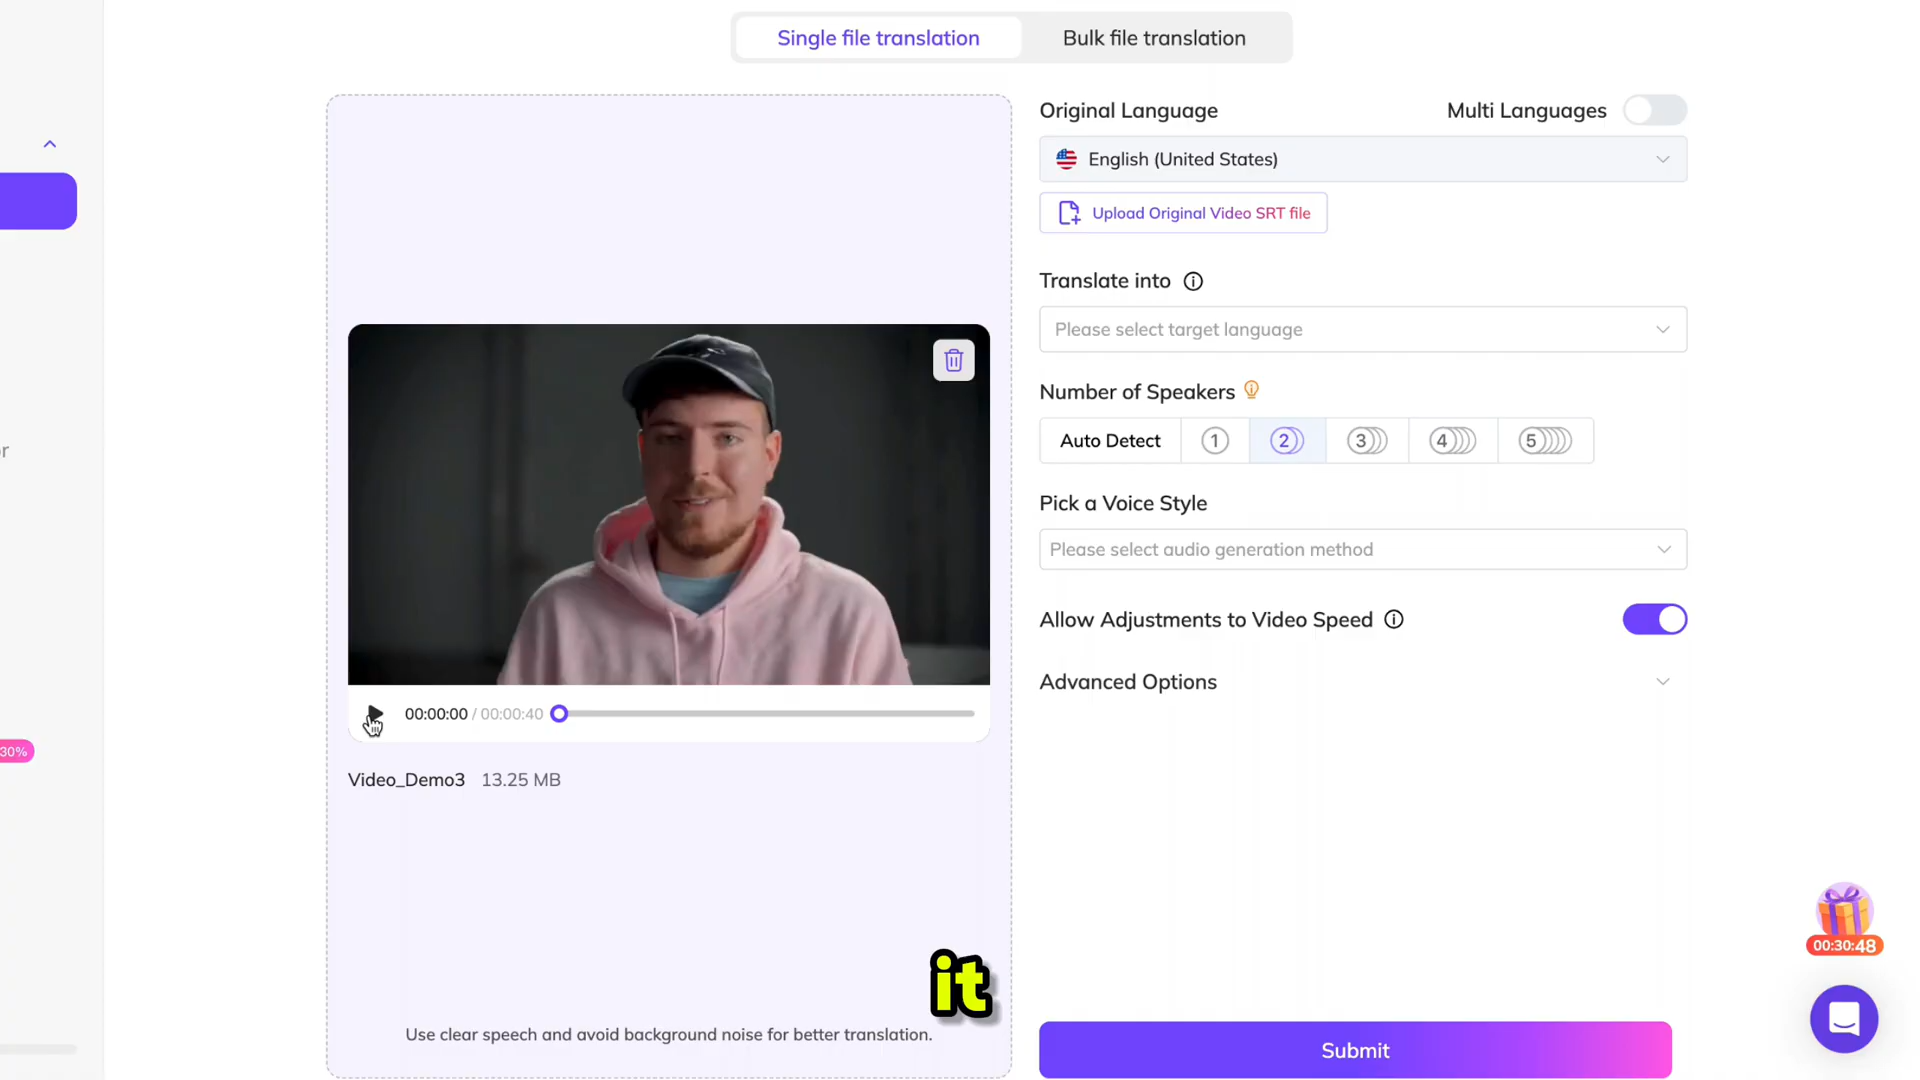 Single file translation
Bulk file translation
Original Language
Multi Languages
English (United States)
Upload Original Video SRT file
Translate into
Please select target language
Number of Speakers
Auto Detect
1
2
3
4
5
Pick a Voice Style
Please select audio generation method
Allow Adjustments to Video Speed
Advanced Options
00:00:00 / 00:00:40
Video_Demo3 13.25 MB
r
30%
it
Use clear speech and avoid background noise for better translation.
Submit
00:30:48